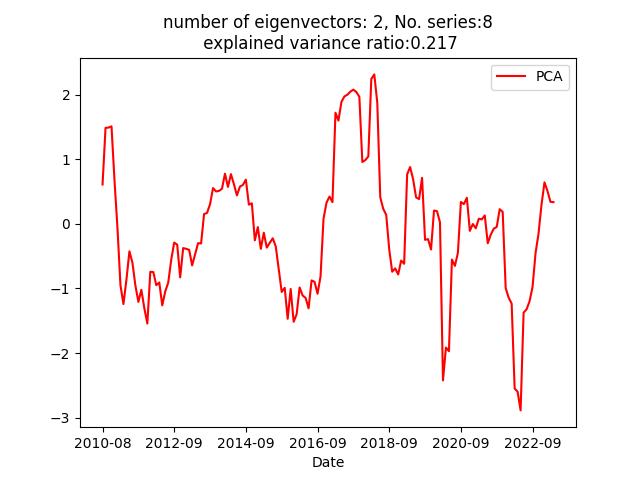 number of eigenvectors: 2, No. series:8
explained variance ratio:0.217
PCA
2
1
0
−1
−2
−3
2010-08 2012-09 2014-09 2016-09 2018-09 2020-09 2022-09
Date